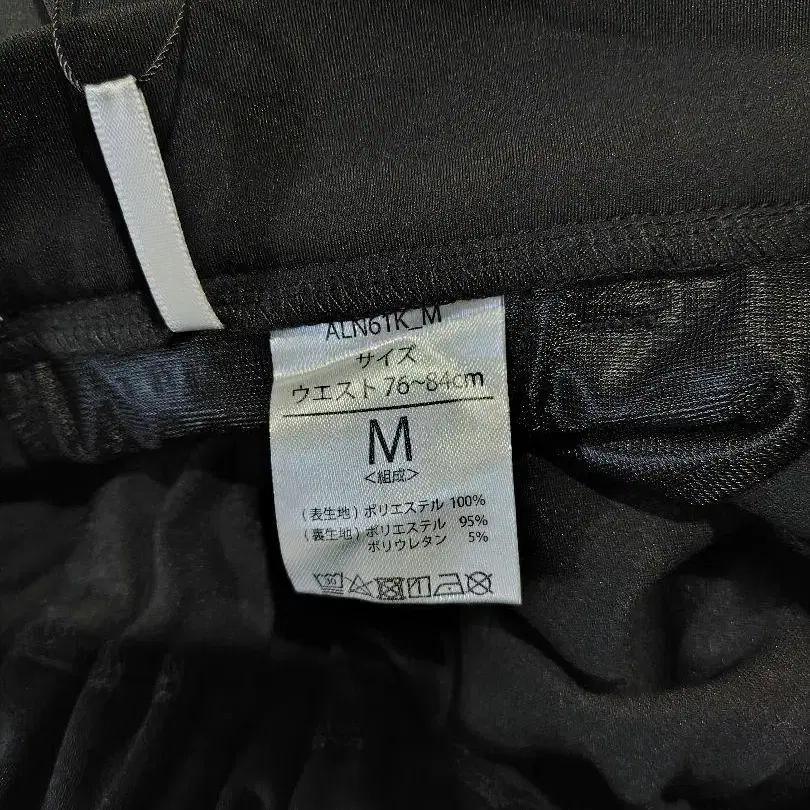 ALN61K_M
サイズ
ウエスト 76~84cm
M
<組成>
(表生地) ポリエステル 100%
(裏生地) ポリエステル 95%
ポリウレタン 5%
30